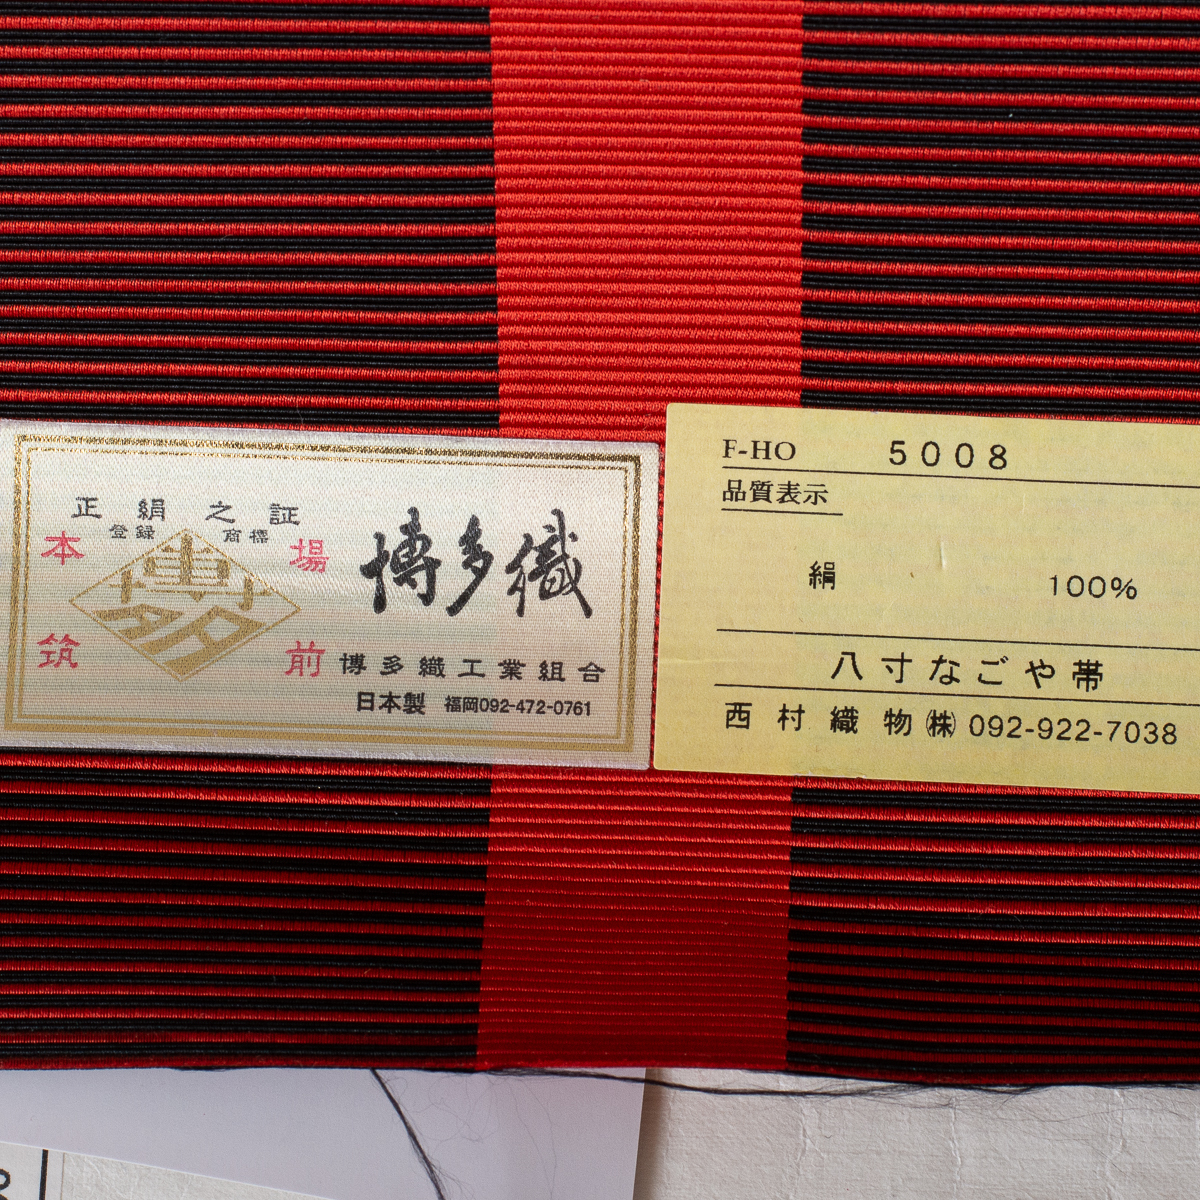 正絹之証
登録 商標
本場
筑前
博多
博多織
博多織工業組合
日本製 福岡092-472-0761
F-HO 5008
品質表示
絹 100%
八寸なごや帯
西村織物㈱ 092-922-7038